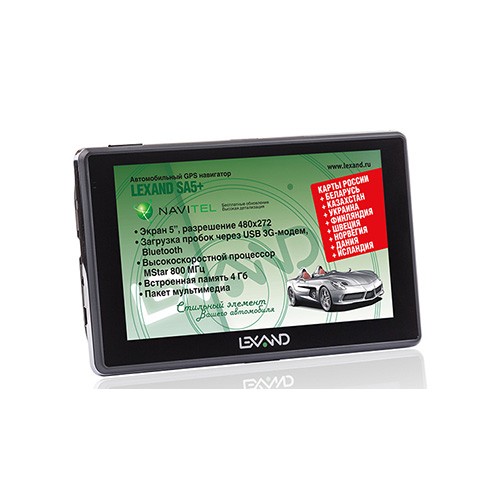 Автомобильный GPS навигатор
www.lexand.ru
LEXAND SA5+
NAVITEL
Бесплатные обновления
Высокая детализация
• Экран 5", разрешение 480x272
• Загрузка пробок через USB 3G-модем,
Bluetooth
• Высокоскоростной процессор
MStar 800 МГц
• Встроенная память 4 Гб
• Пакет мультимедиа
Стильный элемент
Вашего автомобиля
КАРТЫ РОССИИ
+ БЕЛАРУСЬ
+ КАЗАХСТАН
+ УКРАИНА
+ ФИНЛЯНДИЯ
+ ШВЕЦИЯ
+ НОРВЕГИЯ
+ ДАНИЯ
+ ИСЛАНДИЯ
LEXAND